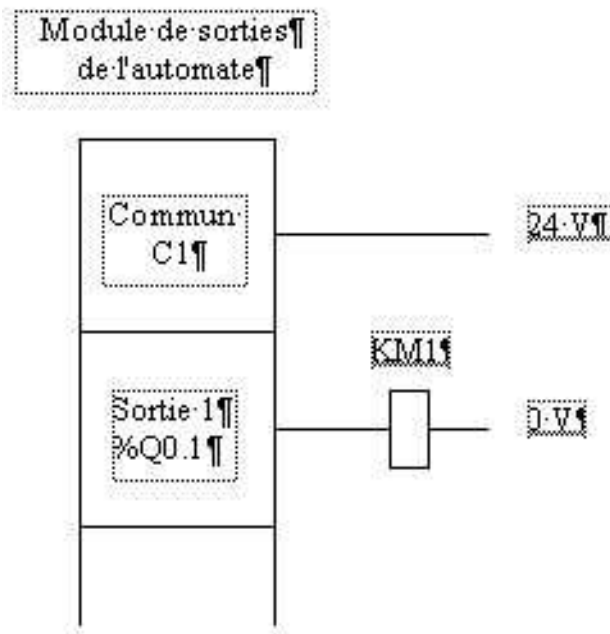 Module·de·sorties¶
de·l'automate¶
Commun·
C1¶
24·V¶
KM1¶
Sortie·1¶
%Q0.1¶
0·V¶